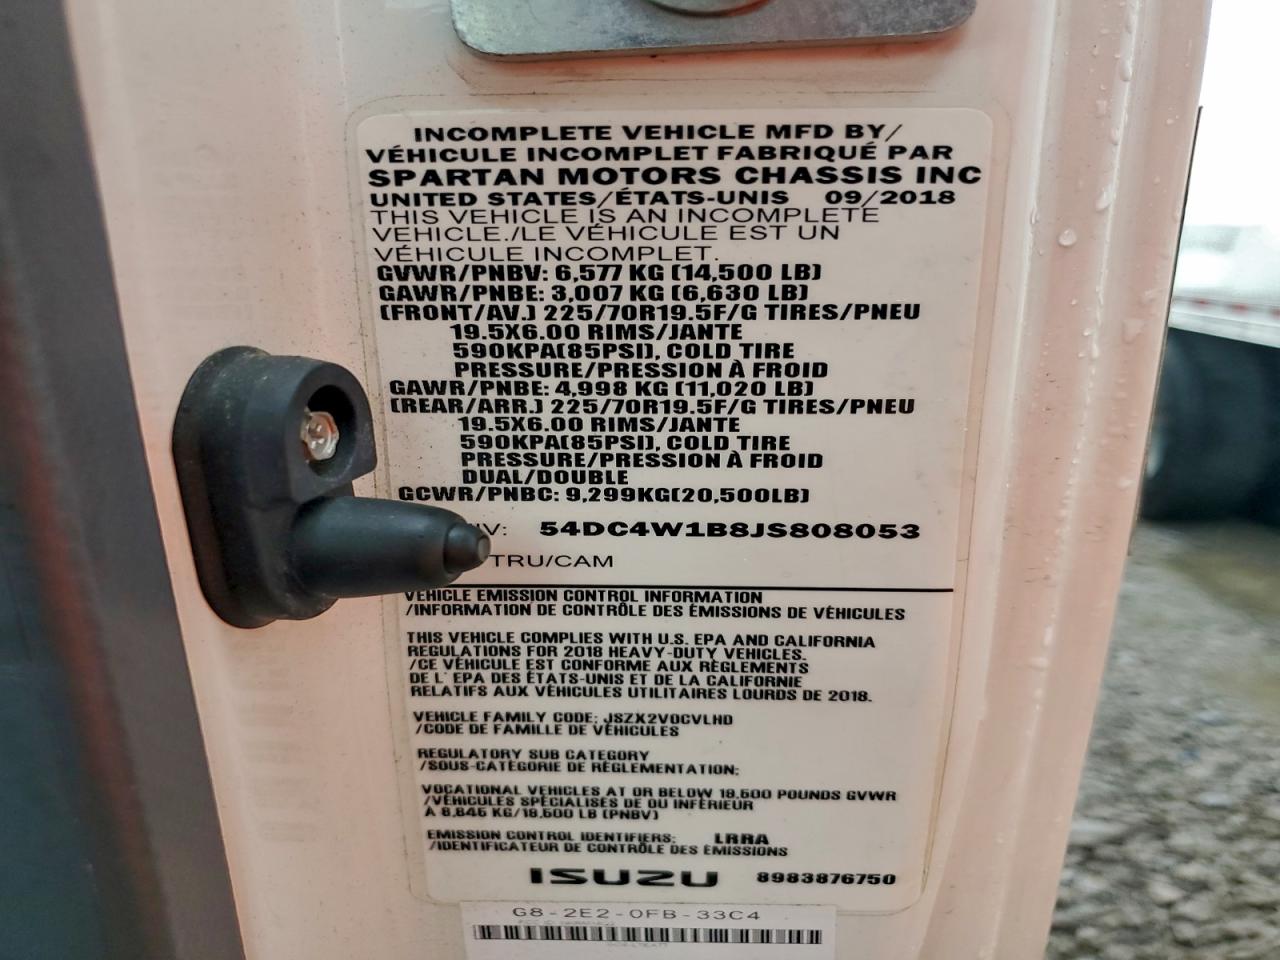 INCOMPLETE VEHICLE MFD BY/
VÉHICULE INCOMPLET FABRIQUÉ PAR
SPARTAN MOTORS CHASSIS INC
UNITED STATES/ÉTATS-UNIS 09/2018
THIS VEHICLE IS AN INCOMPLETE
VEHICLE./LE VÉHICULE EST UN
VÉHICULE INCOMPLET.
GVWR/PNBV: 6,577 KG (14,500 LB)
GAWR/PNBE: 3,007 KG (6,630 LB)
(FRONT/AV.) 225/70R19.5F/G TIRES/PNEU
19.5X6.00 RIMS/JANTE
590KPA(85PSI), COLD TIRE
PRESSURE/PRESSION À FROID
GAWR/PNBE: 4,998 KG (11,020 LB)
(REAR/ARR.) 225/70R19.5F/G TIRES/PNEU
19.5X6.00 RIMS/JANTE
590KPA(85PSI), COLD TIRE
PRESSURE/PRESSION À FROID
DUAL/DOUBLE
GCWR/PNBC: 9,299KG(20,500LB)
IV: 54DC4W1B8JS808053
TRU/CAM
VEHICLE EMISSION CONTROL INFORMATION
/INFORMATION DE CONTRÔLE DES ÉMISSIONS DE VÉHICULES
THIS VEHICLE COMPLIES WITH U.S. EPA AND CALIFORNIA
REGULATIONS FOR 2018 HEAVY-DUTY VEHICLES.
/CE VÉHICULE EST CONFORME AUX RÈGLEMENTS
DE L'EPA DES ÉTATS-UNIS ET DE LA CALIFORNIE
RELATIFS AUX VÉHICULES UTILITAIRES LOURDS DE 2018.
VEHICLE FAMILY CODE: JSZX2VOCVLHD
/CODE DE FAMILLE DE VÉHICULES
REGULATORY SUB CATEGORY
/SOUS-CATÉGORIE DE RÉGLEMENTATION:
VOCATIONAL VEHICLES AT OR BELOW 19,500 POUNDS GVWR
/VÉHICULES SPÉCIALISÉS DE OU INFÉRIEUR
À 8,845 KG/19,500 LB (PNBV)
EMISSION CONTROL IDENTIFIERS: LRRA
/IDENTIFICATEUR DE CONTRÔLE DES ÉMISSIONS
ISUZU 8983876750
G8-2E2-0FB-33C4